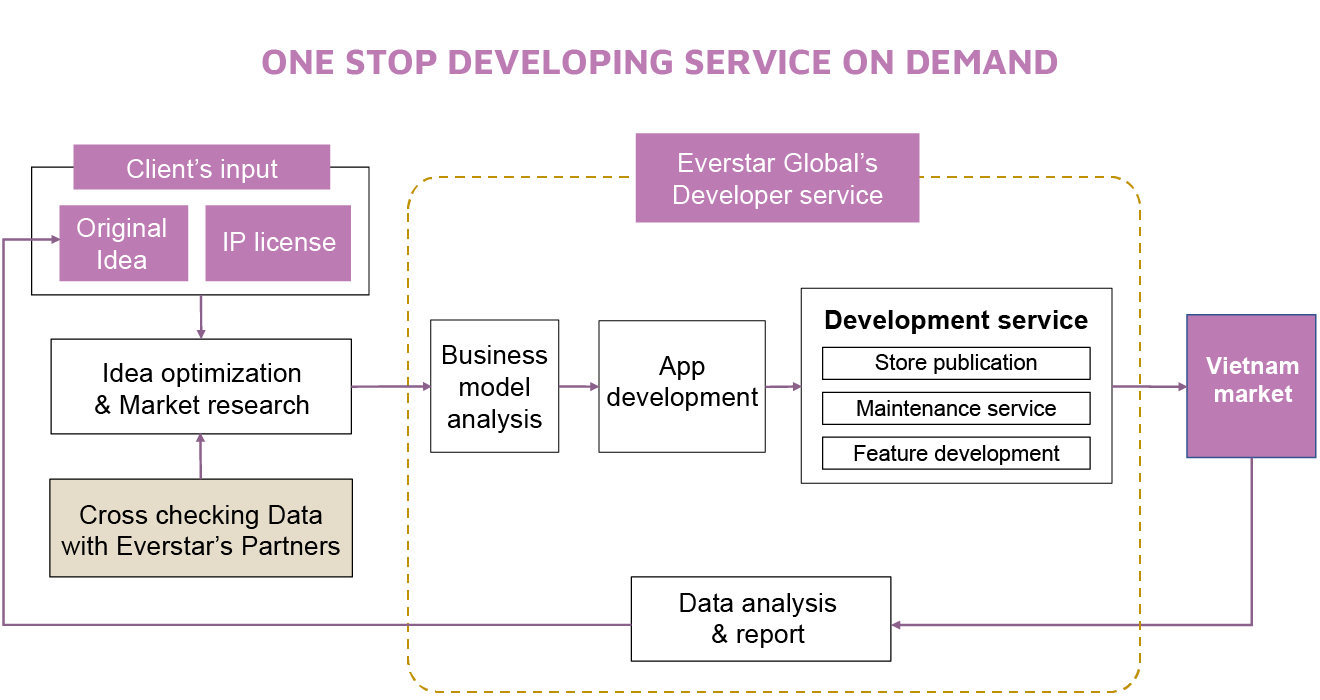 ONE STOP DEVELOPING SERVICE ON DEMAND
Client’s input
Original
Idea
IP license
Idea optimization
& Market research
Cross checking Data
with Everstar’s Partners
Everstar Global’s
Developer service
Business
model
analysis
App
development
Development service
Store publication
Maintenance service
Feature development
Vietnam
market
Data analysis
& report